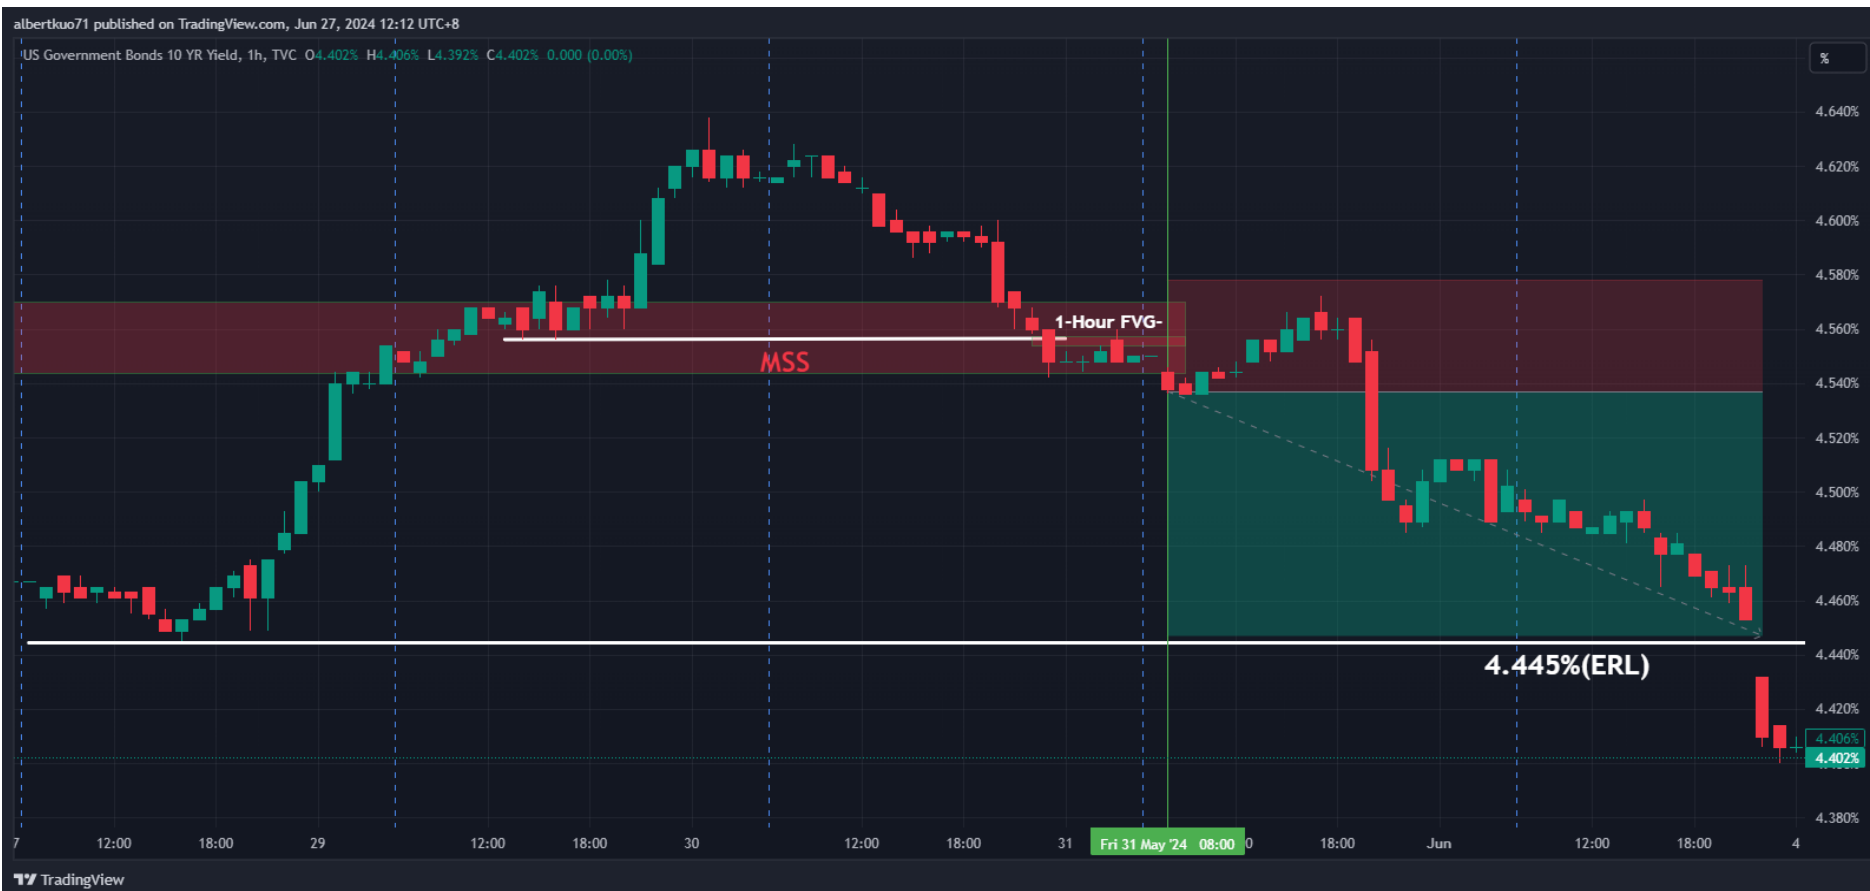 albertkuo71 published on TradingView.com, Jun 27, 2024 12:12 UTC+8
US Government Bonds 10 YR Yield, 1h, TVC O4.402% H4.406% L4.392% C4.402% 0.000 (0.00%)
%
4.640%
4.620%
4.600%
4.580%
1-Hour FVG-
4.560%
MSS
4.540%
4.520%
4.500%
4.480%
4.460%
4.440%
4.445%(ERL)
4.420%
4.406%
4.402%
4.380%
7 12:00 18:00 29 12:00 18:00 30 12:00 18:00 31 Fri 31 May '24 08:00 0 18:00 Jun 12:00 18:00 4
TradingView